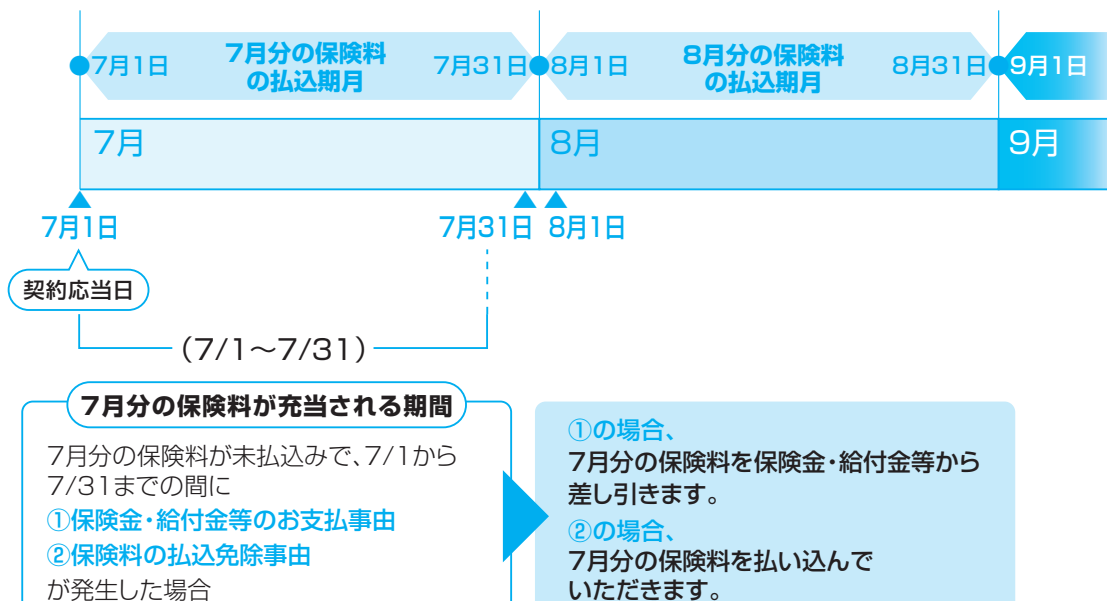 7月1日
7月分の保険料
の払込期月
7月31日
8月1日
8月分の保険料
の払込期月
8月31日
9月1日
7月
8月
9月
7月1日
7月31日
8月1日
契約応当日
（7/1～7/31）
7月分の保険料が充当される期間
7月分の保険料が未払込みで、7/1から
7/31までの間に
①保険金・給付金等のお支払事由
②保険料の払込免除事由
が発生した場合
①の場合、
7月分の保険料を保険金・給付金等から
差し引きます。
②の場合、
7月分の保険料を払い込んで
いただきます。